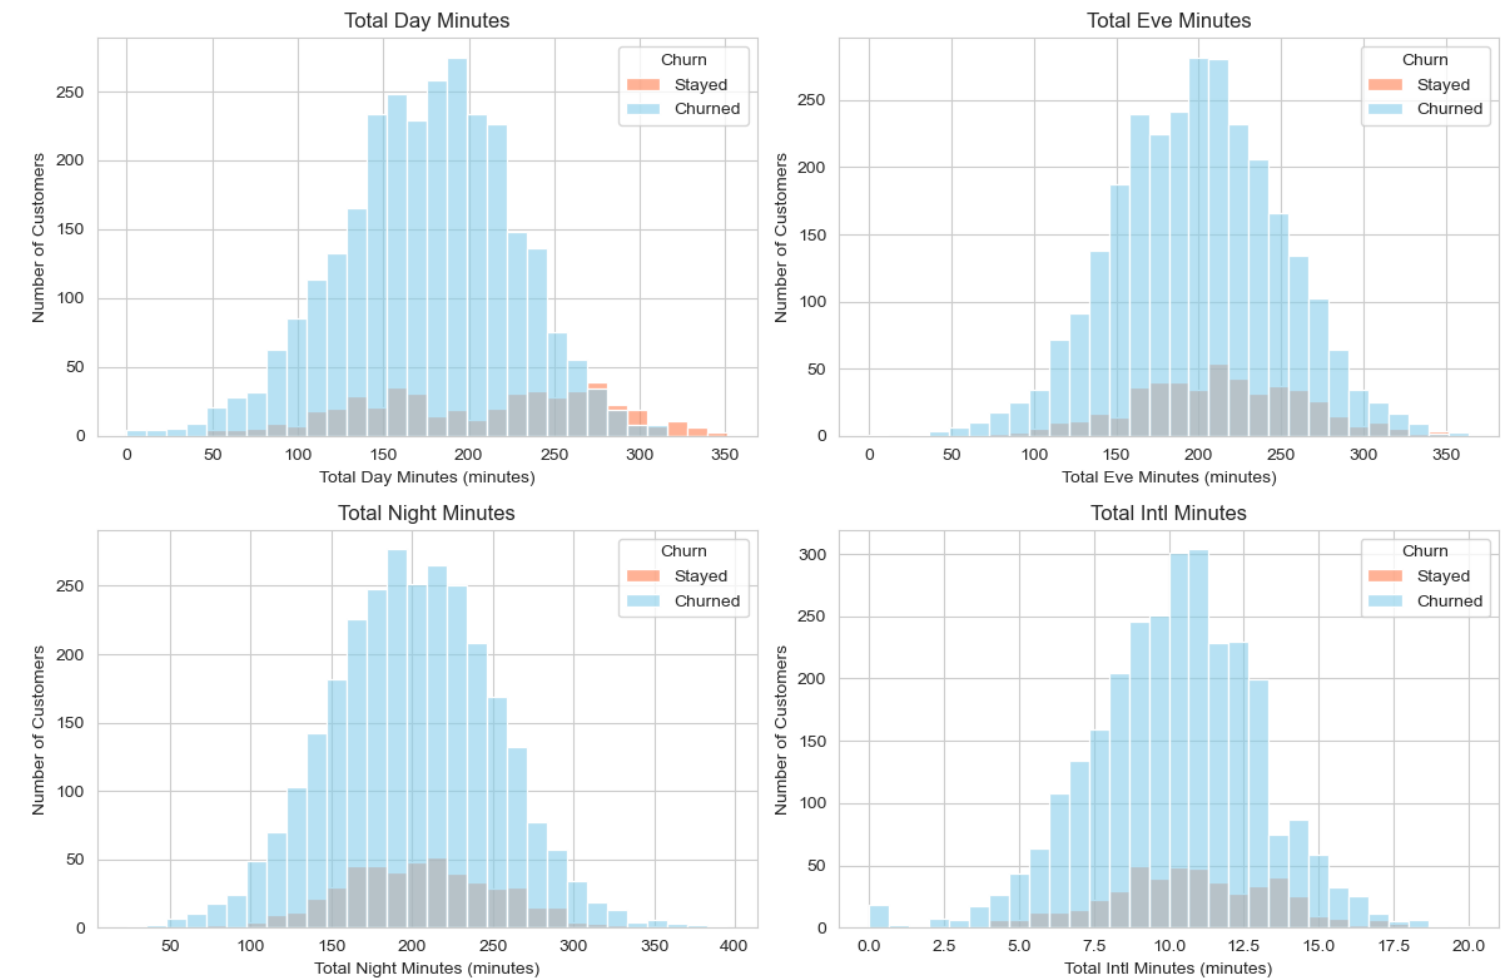 Total Day Minutes
Churn
Stayed
Churned
Number of Customers
250
200
150
100
50
0
0 50 100 150 200 250 300 350
Total Day Minutes (minutes)
Total Eve Minutes
Churn
Stayed
Churned
Number of Customers
250
200
150
100
50
0
0 50 100 150 200 250 300 350
Total Eve Minutes (minutes)
Total Night Minutes
Churn
Stayed
Churned
Number of Customers
250
200
150
100
50
0
50 100 150 200 250 300 350 400
Total Night Minutes (minutes)
Total Intl Minutes
Churn
Stayed
Churned
Number of Customers
300
250
200
150
100
50
0
0.0 2.5 5.0 7.5 10.0 12.5 15.0 17.5 20.0
Total Intl Minutes (minutes)